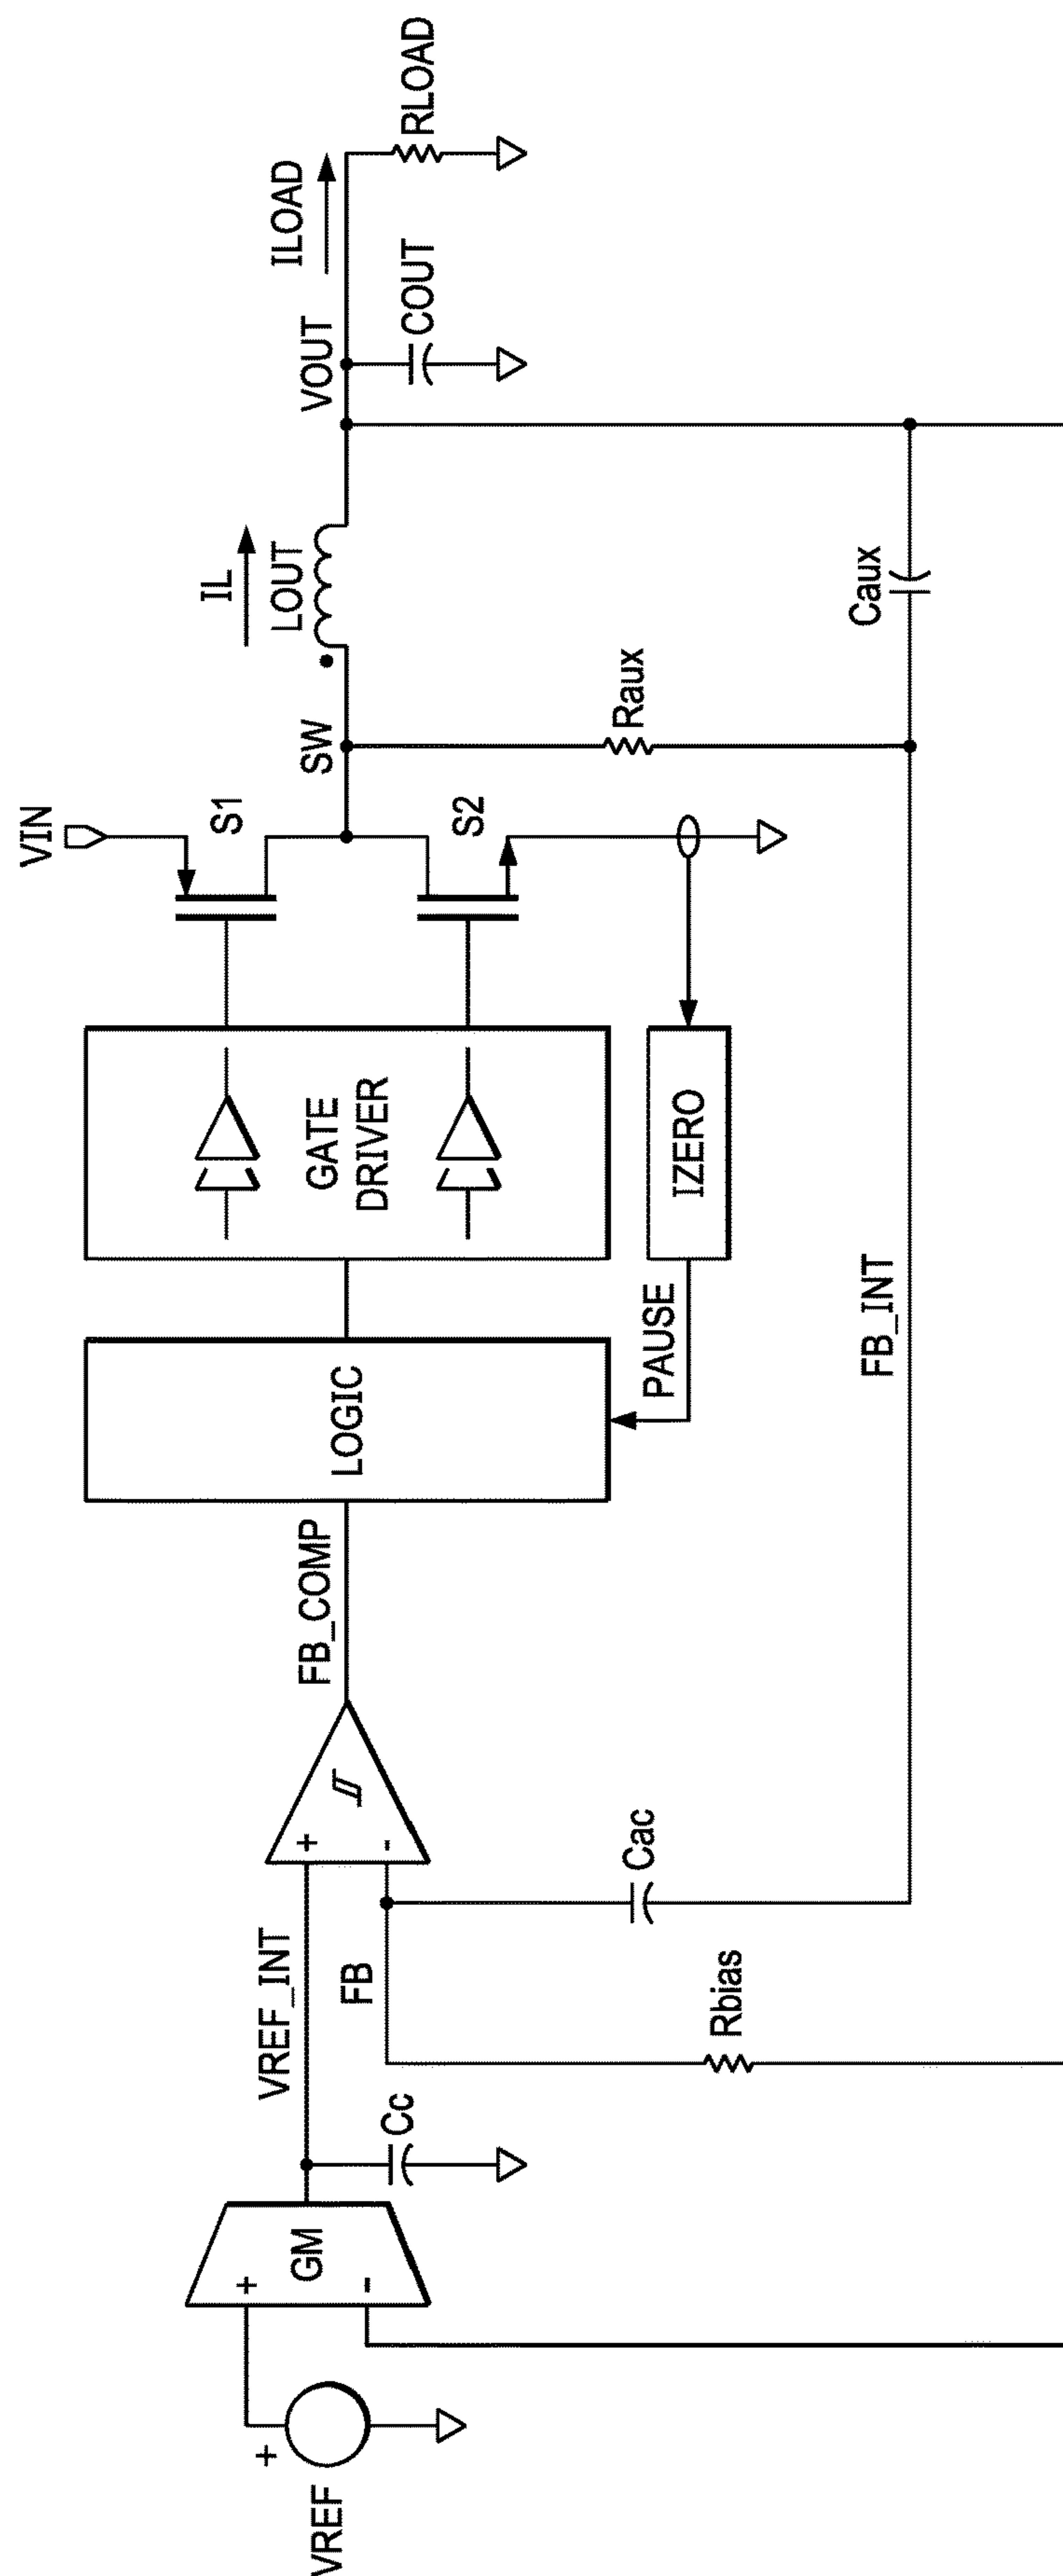 VREF
+
+
-
GM
Cc
VREF_INT
FB
Rbias
Cac
+
-
FB_COMP
LOGIC
PAUSE
GATE
DRIVER
IZERO
FB_INT
VIN
S1
S2
SW
Raux
IL
LOUT
Caux
VOUT
COUT
ILOAD
RLOAD